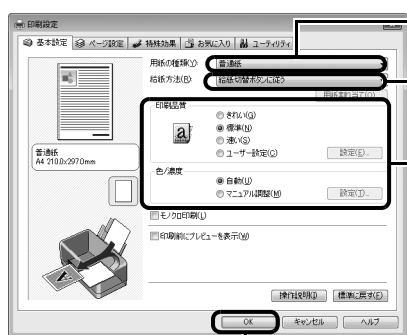 印刷設定
基本設定 ページ設定 特殊効果 お気に入り ユーティリティ
用紙の種類(Y): 普通紙
給紙方法(R): 給紙切替ボタンに従う
用紙割り当て(O)...
印刷品質
きれい(G)
標準(N)
速い(S)
ユーザー設定(C) 設定(E)...
普通紙
A4 210.0x297.0mm
色/濃度
自動(U)
マニュアル調整(M) 設定(T)...
モノクロ印刷(L)
印刷前にプレビューを表示(W)
操作説明(I) 標準に戻す(F)
OK キャンセル ヘルプ